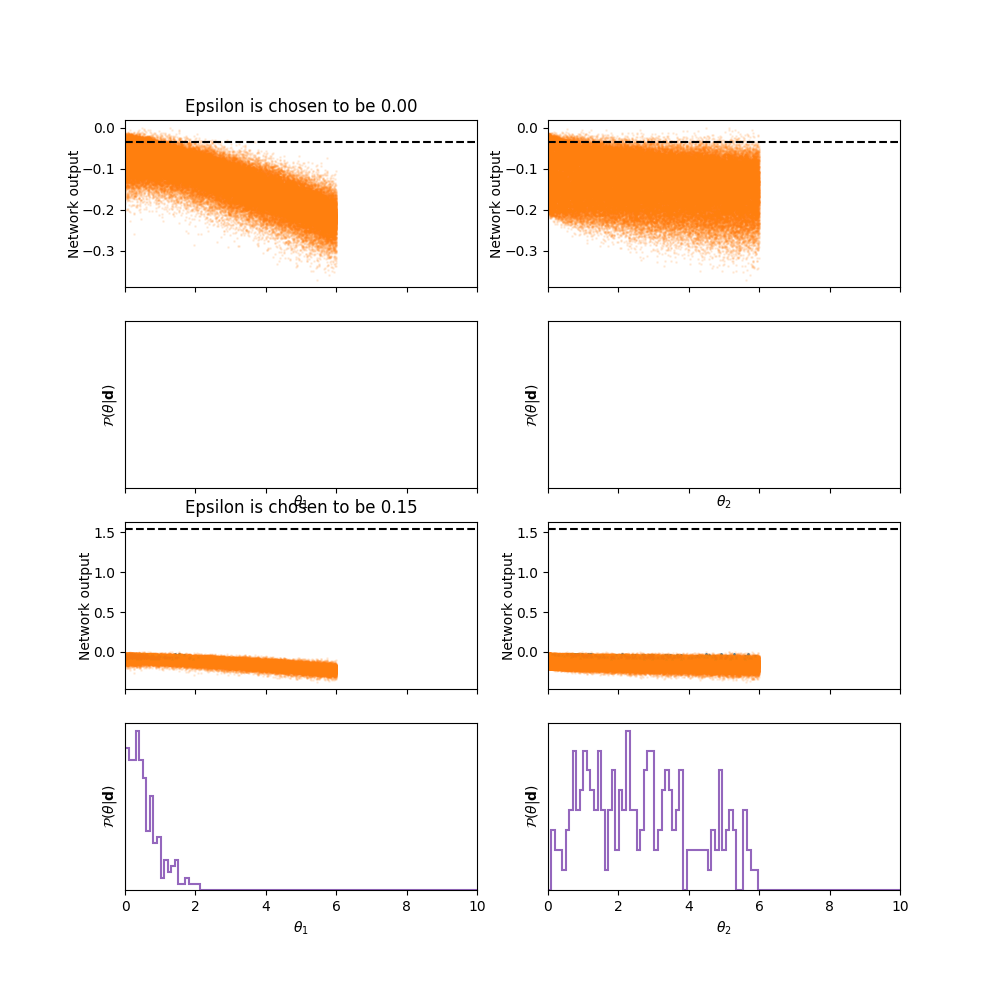 Epsilon is chosen to be 0.00
Network output
0.0
−0.1
−0.2
−0.3
Network output
0.0
−0.1
−0.2
−0.3
𝒫(θ|𝐝)
θ₁
𝒫(θ|𝐝)
θ₂
Epsilon is chosen to be 0.15
Network output
1.5
1.0
0.5
0.0
Network output
1.5
1.0
0.5
0.0
𝒫(θ|𝐝)
0 2 4 6 8 10
θ₁
𝒫(θ|𝐝)
0 2 4 6 8 10
θ₂